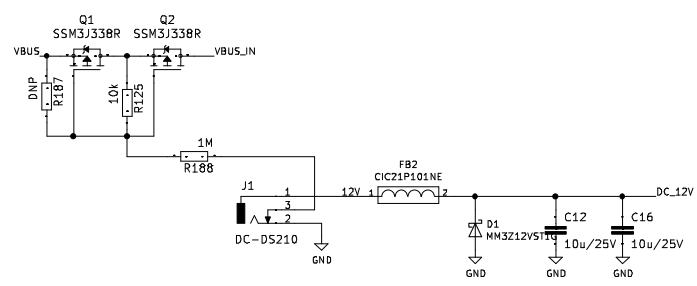 Q1
SSM3J338R
Q2
SSM3J338R
VBUS
VBUS_IN
DNP
R187
10k
R125
1M
R188
J1
1
3
2
DC-DS210
GND
12V
FB2
CIC21P101NE
1
2
DC_12V
D1
MM3Z12VST1G
GND
C12
10u/25V
GND
C16
10u/25V
GND